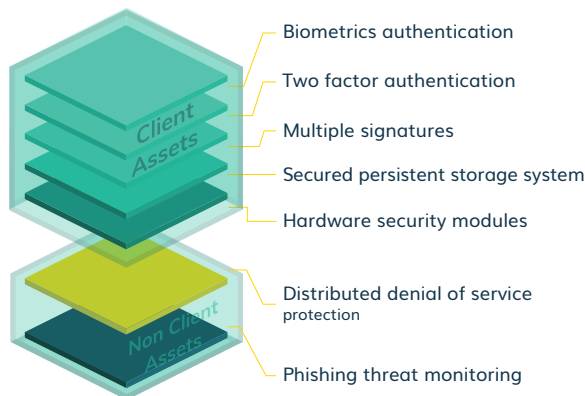 Biometrics authentication
Two factor authentication
Client
Assets
Multiple signatures
Secured persistent storage system
Hardware security modules
Distributed denial of service
protection
Non Client
Assets
Phishing threat monitoring